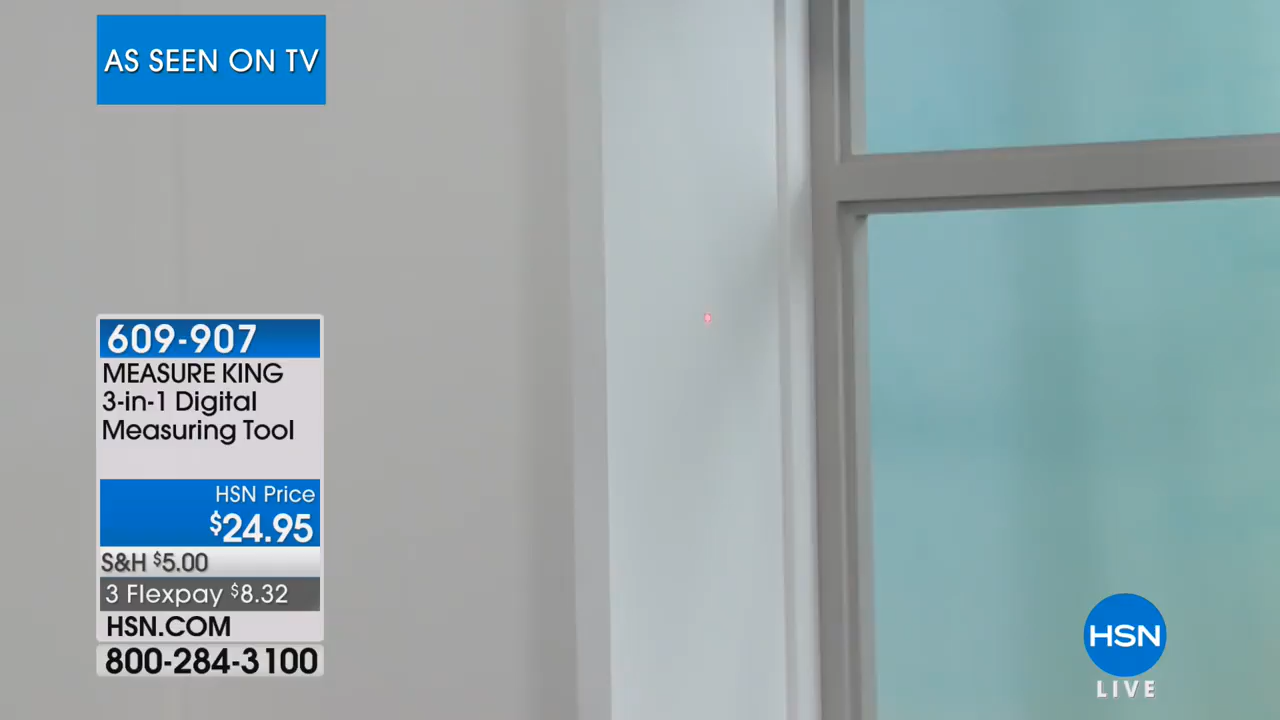 AS SEEN ON TV
609-907
MEASURE KING
3-in-1 Digital
Measuring Tool
HSN Price
$24.95
S&H $5.00
3 Flexpay $8.32
HSN.COM
800-284-3100
HSN
LIVE